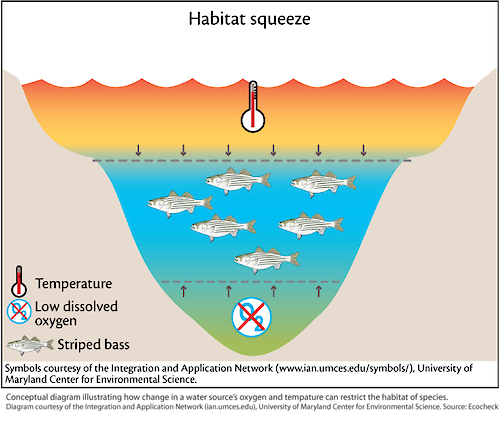 Habitat squeeze
Temperature
Low dissolved
oxygen
O2
Striped bass
Symbols courtesy of the Integration and Application Network (www.ian.umces.edu/symbols/), University of
Maryland Center for Environmental Science.
Conceptual diagram illustrating how change in a water source's oxygen and tempature can restrict the habitat of species.
Diagram courtesy of the Integration and Application Network (ian.umces.edu), University of Maryland Center for Environmental Science. Source: Ecocheck